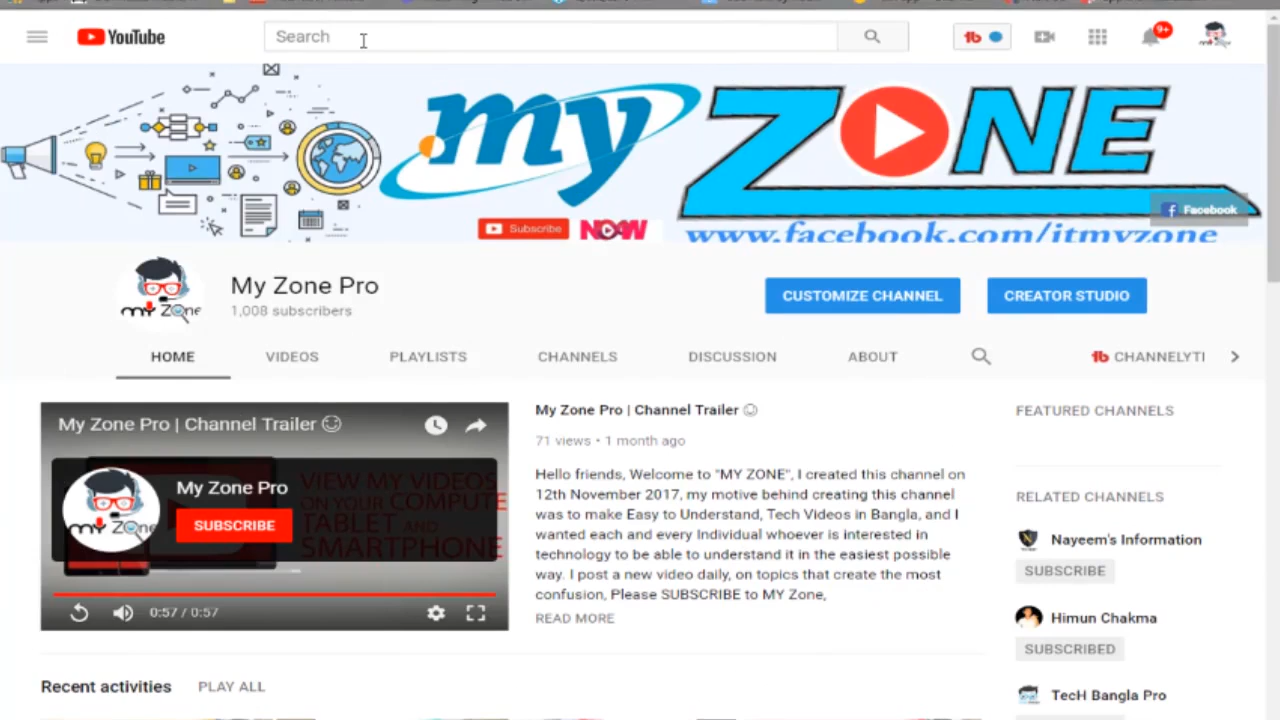 YouTube
Search
9+
my ZONE
Subscribe
NOW
Facebook
www.facebook.com/itmyzone
my Zone
My Zone Pro
1,008 subscribers
CUSTOMIZE CHANNEL
CREATOR STUDIO
HOME
VIDEOS
PLAYLISTS
CHANNELS
DISCUSSION
ABOUT
CHANNELYTI
My Zone Pro | Channel Trailer
VIEW MY VIDEOS
ON YOUR COMPUTE
TABLET AND
SMARTPHONE
My Zone Pro
SUBSCRIBE
my Zone
0:57 / 0:57
My Zone Pro | Channel Trailer
71 views • 1 month ago
Hello friends, Welcome to "MY ZONE", I created this channel on
12th November 2017, my motive behind creating this channel
was to make Easy to Understand, Tech Videos in Bangla, and I
wanted each and every Individual whoever is interested in
technology to be able to understand it in the easiest possible
way. I post a new video daily, on topics that create the most
confusion, Please SUBSCRIBE to MY Zone,
READ MORE
FEATURED CHANNELS
RELATED CHANNELS
Nayeem's Information
SUBSCRIBE
Himun Chakma
SUBSCRIBED
TecH Bangla Pro
Recent activities
PLAY ALL